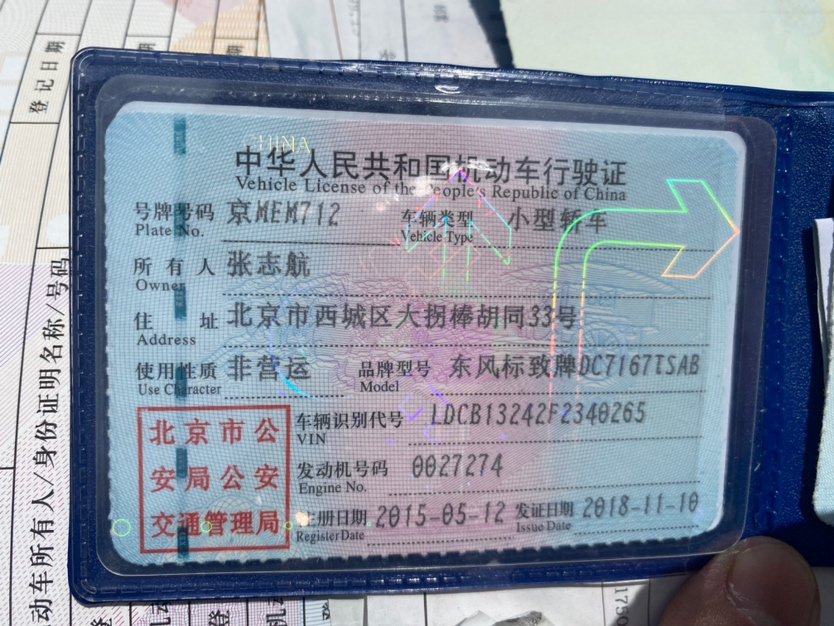 登记日期
CHINA
中华人民共和国机动车行驶证
Vehicle License of the People's Republic of China
号牌号码 京MEM712 车辆类型 小型轿车
Plate No. Vehicle Type
所有人 张志航
Owner
住址 北京市西城区大拐棒胡同33号
Address
使用性质 非营运 品牌型号 东风标致牌DC7167TSAB
Use Character Model
北京市公
安局公安
交通管理局
车辆识别代号 LDCB13242F2340265
VIN
发动机号码 0027274
Engine No.
注册日期 2015-05-12 发证日期 2018-11-10
Register Date Issue Date
动车所有人/身份证明名称/号码